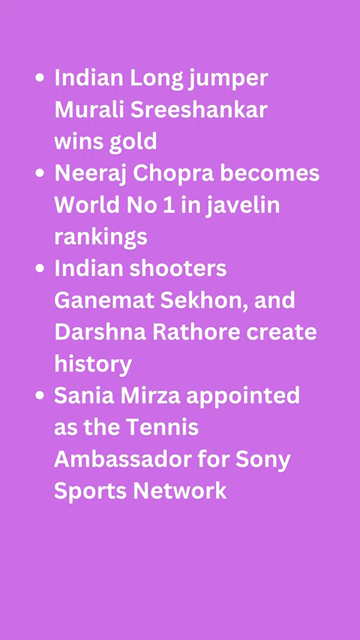 • Indian Long jumper
Murali Sreeshankar
wins gold
• Neeraj Chopra becomes
World No 1 in javelin
rankings
• Indian shooters
Ganemat Sekhon, and
Darshna Rathore create
history
• Sania Mirza appointed
as the Tennis
Ambassador for Sony
Sports Network